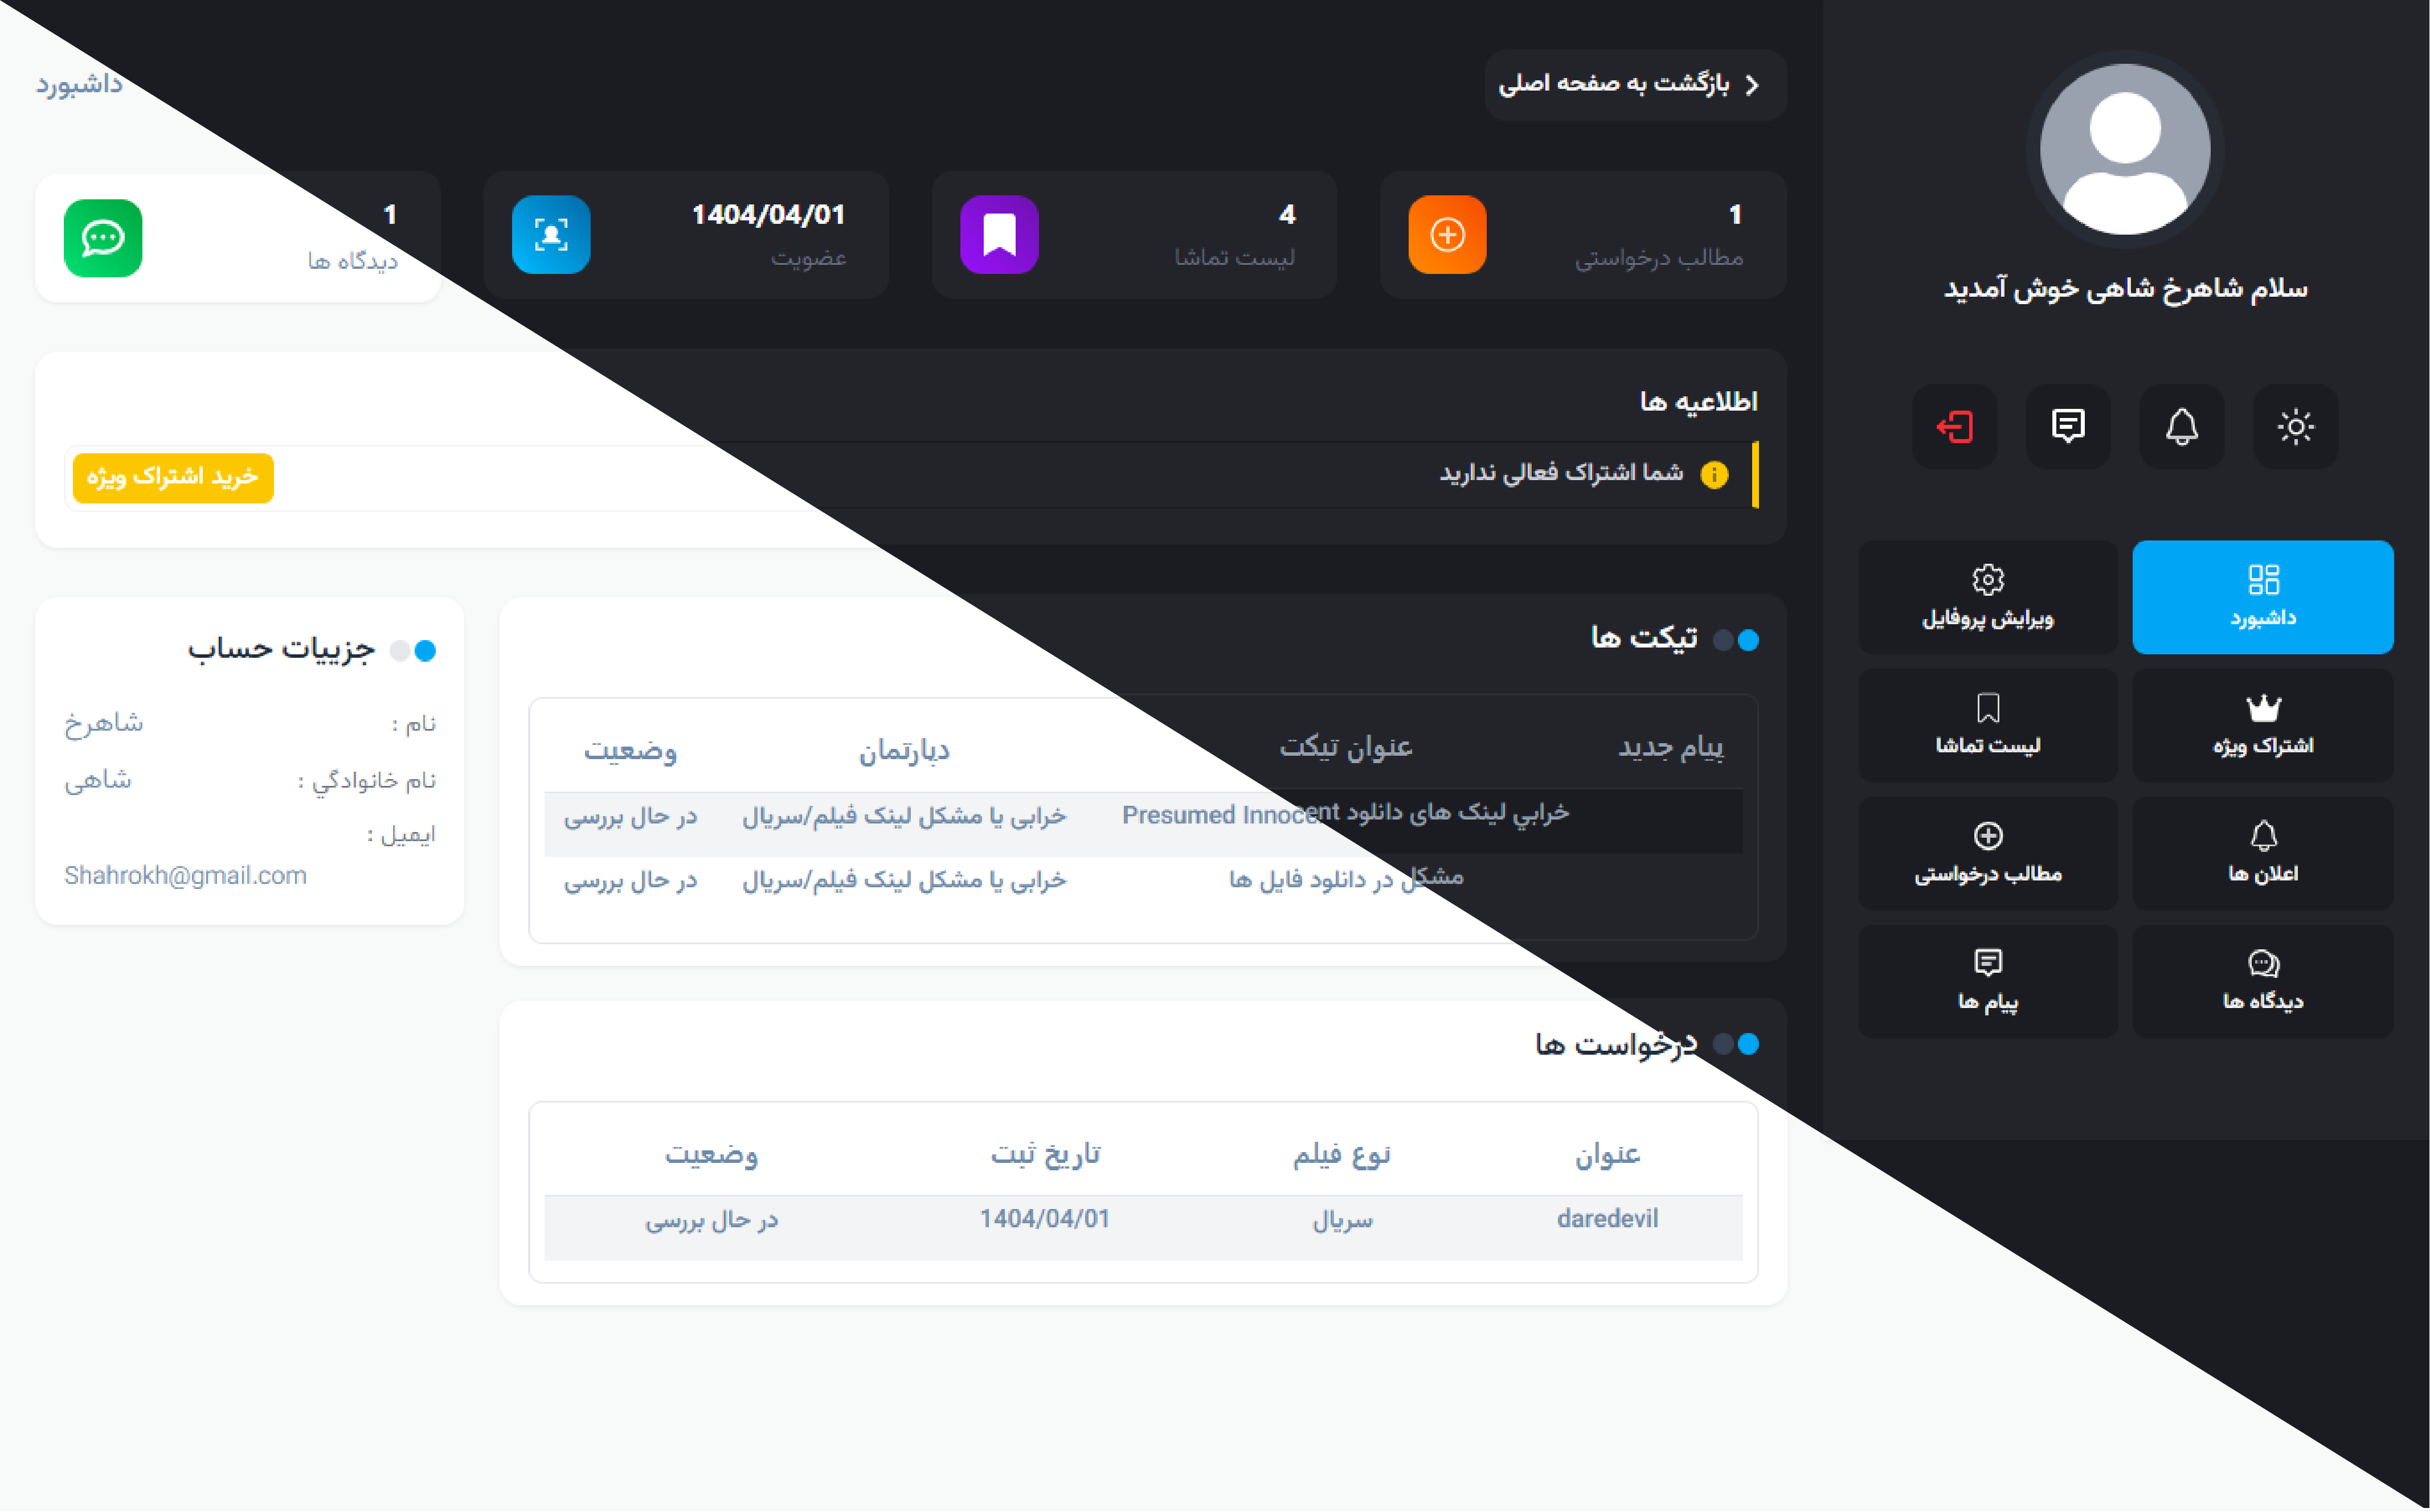 بازگشت به صفحه اصلی
داشبورد
سلام شاهرخ شاهی خوش آمدید
داشبورد
ویرایش پروفایل
اشتراک ویژه
لیست تماشا
اعلان ها
مطالب درخواستی
دیدگاه ها
پیام ها
1
مطالب درخواستی
4
لیست تماشا
1404/04/01
عضویت
1
دیدگاه ها
اطلاعیه ها
شما اشتراک فعالی ندارید
خرید اشتراک ویژه
تیکت ها
پیام جدید عنوان تیکت دپارتمان وضعیت
خرابي لینک های دانلود Presumed Innocent خرابی یا مشکل لینک فیلم/سریال در حال بررسی
مشکل در دانلود فایل ها خرابی یا مشکل لینک فیلم/سریال در حال بررسی
جزییات حساب
نام : شاهرخ
نام خانوادگي : شاهی
ایمیل :
Shahrokh@gmail.com
درخواست ها
عنوان نوع فیلم تاریخ ثبت وضعیت
daredevil سریال 1404/04/01 در حال بررسی